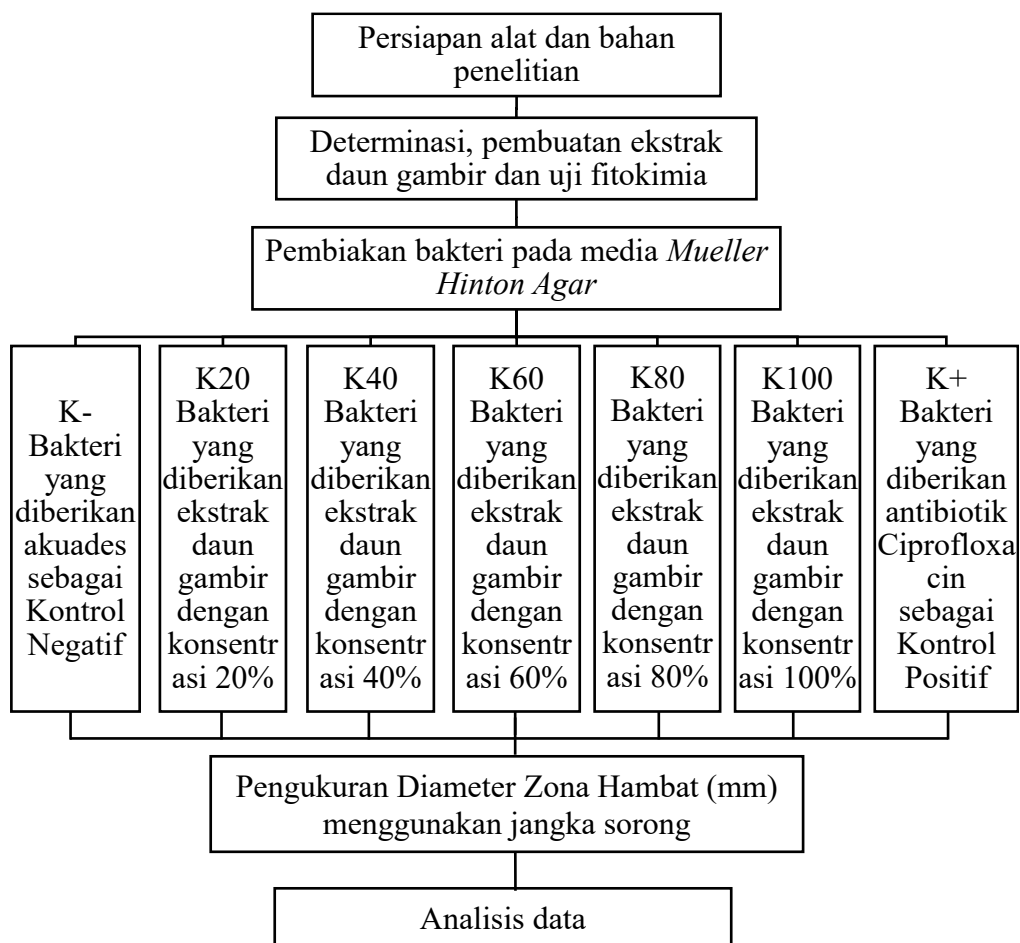 Persiapan alat dan bahan
penelitian
Determinasi, pembuatan ekstrak
daun gambir dan uji fitokimia
Pembiakan bakteri pada media Mueller
Hinton Agar
K-
Bakteri
yang
diberikan
akuades
sebagai
Kontrol
Negatif
K20
Bakteri
yang
diberikan
ekstrak
daun
gambir
dengan
konsentr
asi 20%
K40
Bakteri
yang
diberikan
ekstrak
daun
gambir
dengan
konsentr
asi 40%
K60
Bakteri
yang
diberikan
ekstrak
daun
gambir
dengan
konsentr
asi 60%
K80
Bakteri
yang
diberikan
ekstrak
daun
gambir
dengan
konsentr
asi 80%
K100
Bakteri
yang
diberikan
ekstrak
daun
gambir
dengan
konsentr
asi 100%
K+
Bakteri
yang
diberikan
antibiotik
Ciprofloxa
cin
sebagai
Kontrol
Positif
Pengukuran Diameter Zona Hambat (mm)
menggunakan jangka sorong
Analisis data